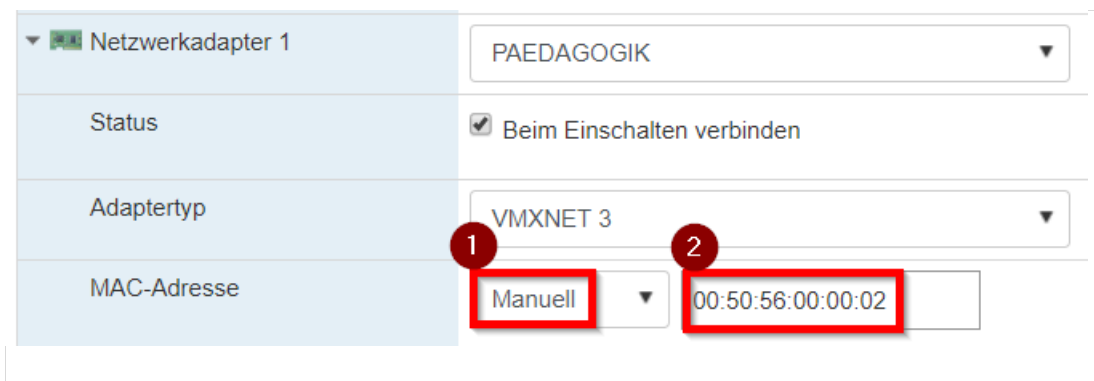 Netzwerkadapter 1 PAEDAGOGIK
Status Beim Einschalten verbinden
Adaptertyp VMXNET 3
1 2
MAC-Adresse Manuell 00:50:56:00:00:02